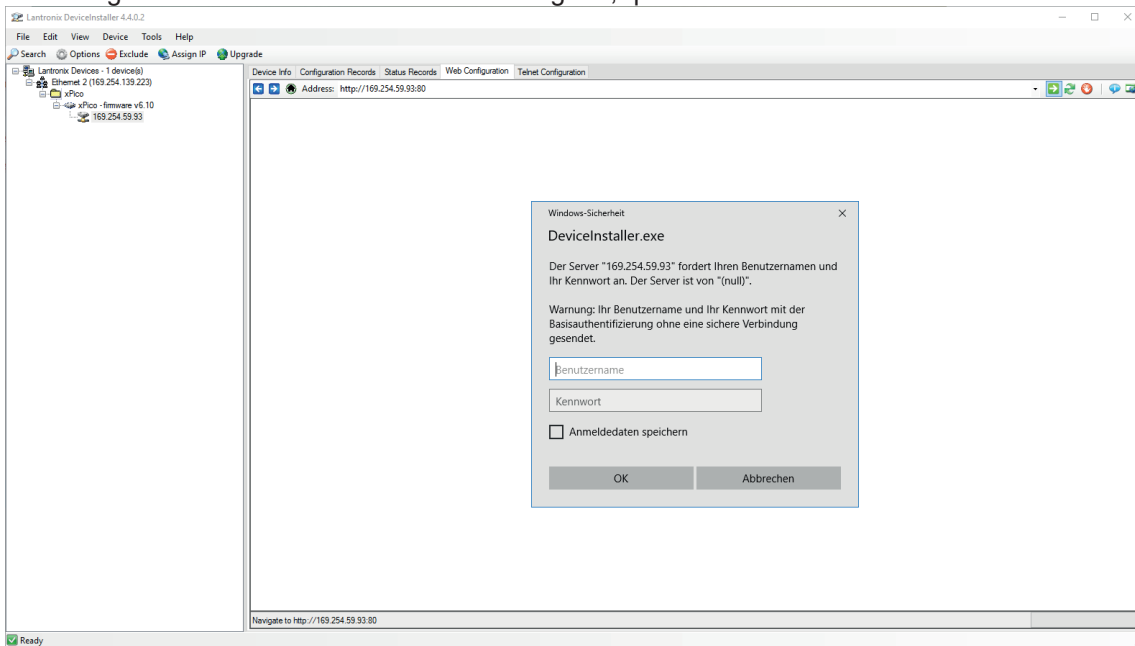 Lantronix DeviceInstaller 4.4.0.2
File Edit View Device Tools Help
Search Options Exclude Assign IP Upgrade
Lantronix Devices - 1 device(s)
Ethernet 2 (169.254.139.223)
xPico
xPico - firmware v6.10
169.254.59.93
Device Info Configuration Records Status Records Web Configuration Telnet Configuration
Address: http://169.254.59.93:80
Windows-Sicherheit
DeviceInstaller.exe
Der Server "169.254.59.93" fordert Ihren Benutzernamen und
Ihr Kennwort an. Der Server ist von "(null)".
Warnung: Ihr Benutzername und Ihr Kennwort mit der
Basisauthentifizierung ohne eine sichere Verbindung
gesendet.
Benutzername
Kennwort
Anmeldedaten speichern
OK Abbrechen
Navigate to http://169.254.59.93:80
Ready